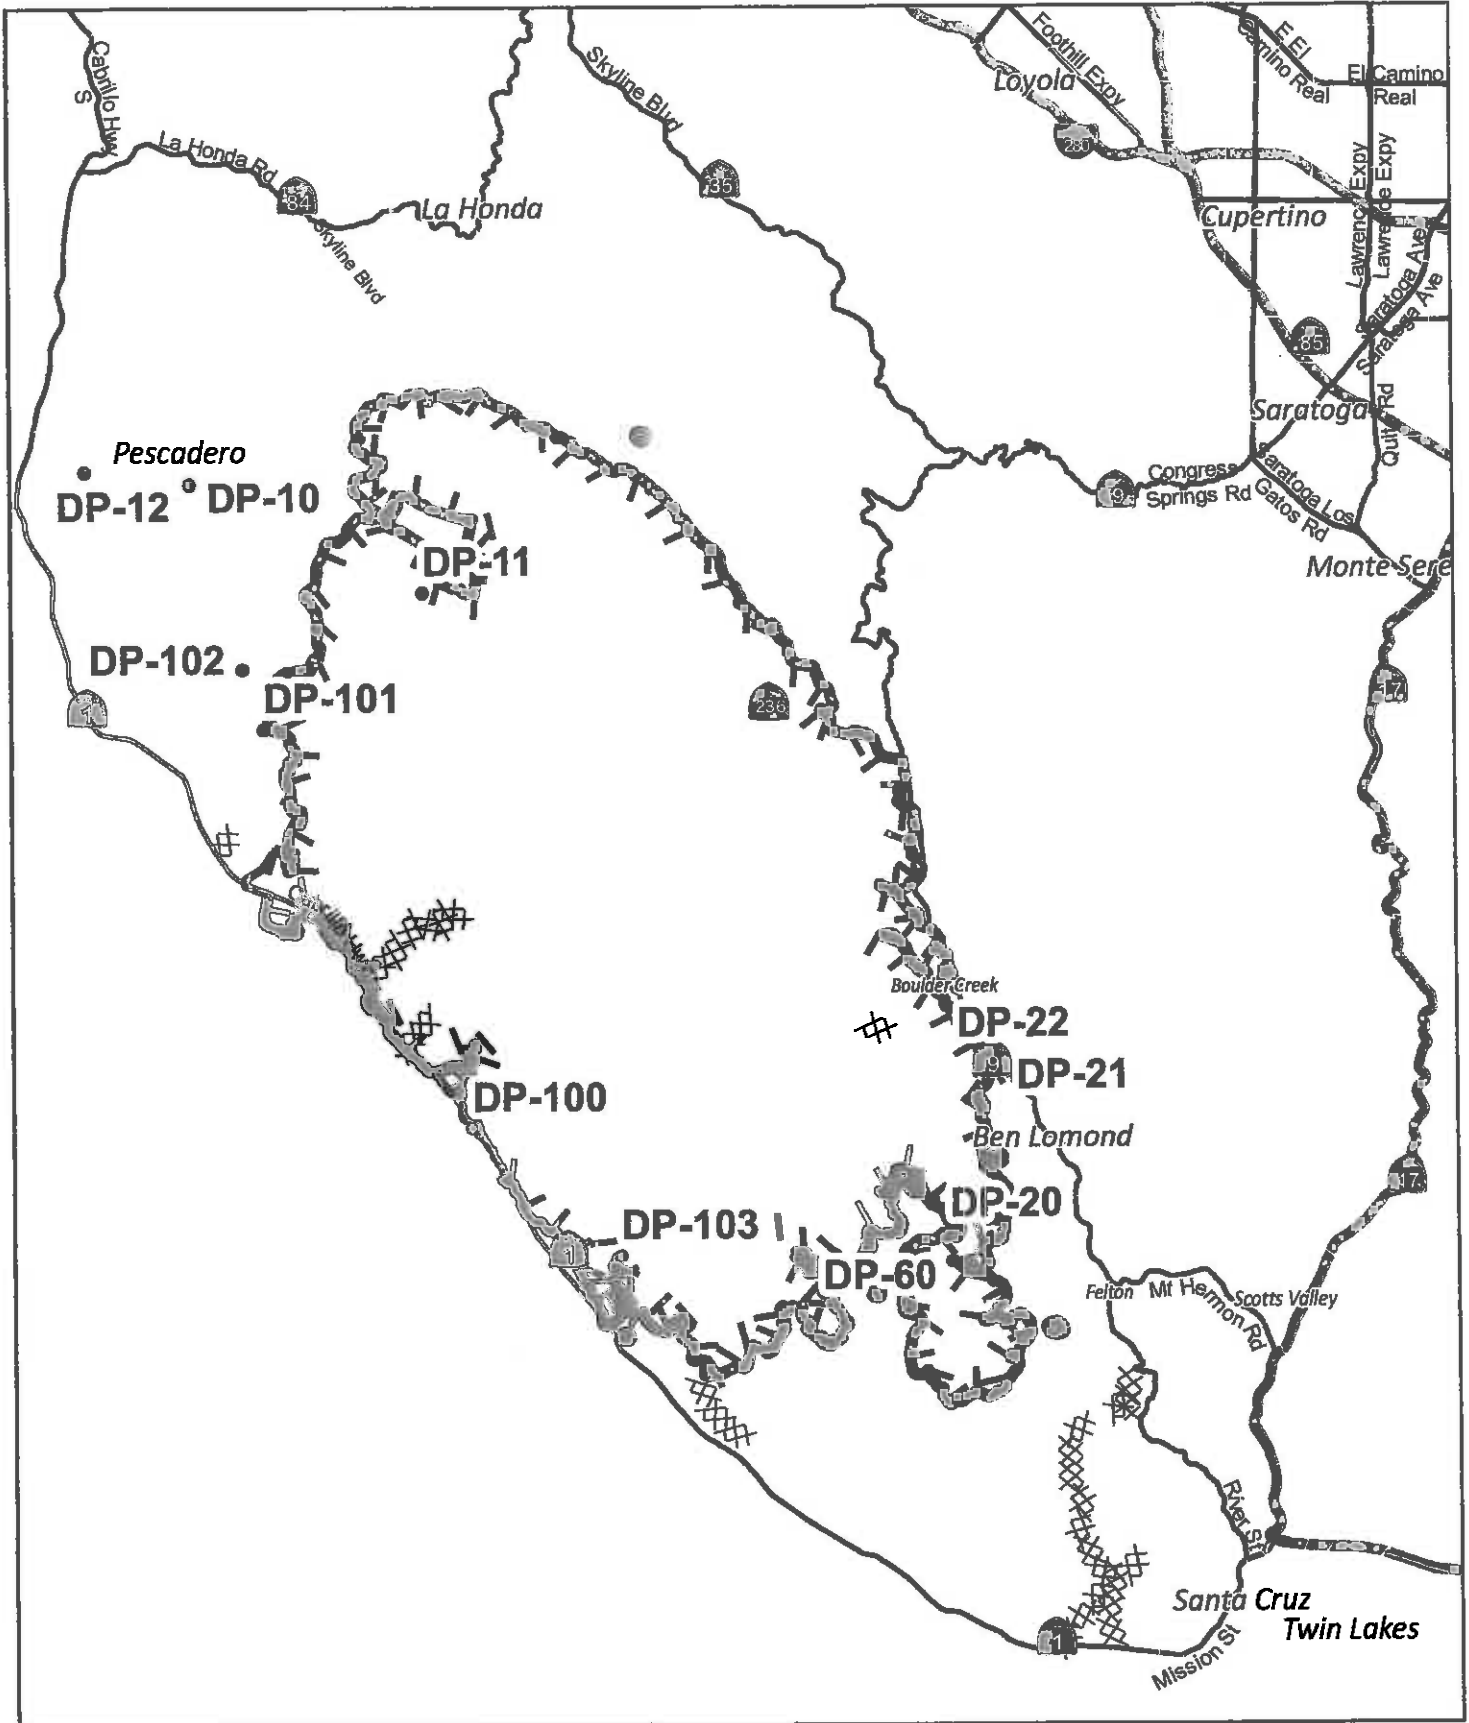 Cabrillo Hwy
S
La Honda Rd
84
La Honda
Skyline Blvd
Skyline Blvd
35
Foothill Expy
Loyola
280
E El
Camino Real
El Camino
Real
Lawrence Expy
Lawrence Expy
Cupertino
Saratoga Ave
Saratoga Ave
85
Saratoga
Quito Rd
Congress
Springs Rd
9
Saratoga Los
Gatos Rd
Monte Sere
Pescadero
DP-12
DP-10
DP-11
DP-102
DP-101
1
236
17
Boulder Creek
DP-22
9
DP-21
DP-100
Ben Lomond
17
DP-20
DP-103
1
DP-60
Felton
Mt Hermon Rd
Scotts Valley
River St
Santa Cruz
Twin Lakes
1
Mission St